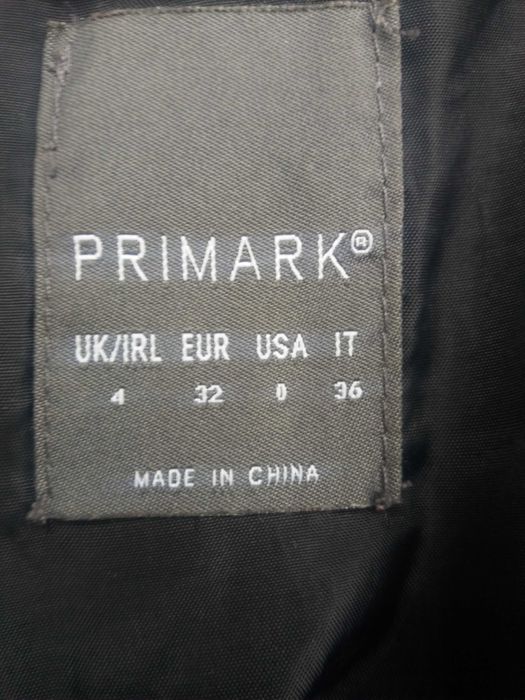 PRIMARK®
UK/IRL EUR USA IT
4 32 0 36
MADE IN CHINA